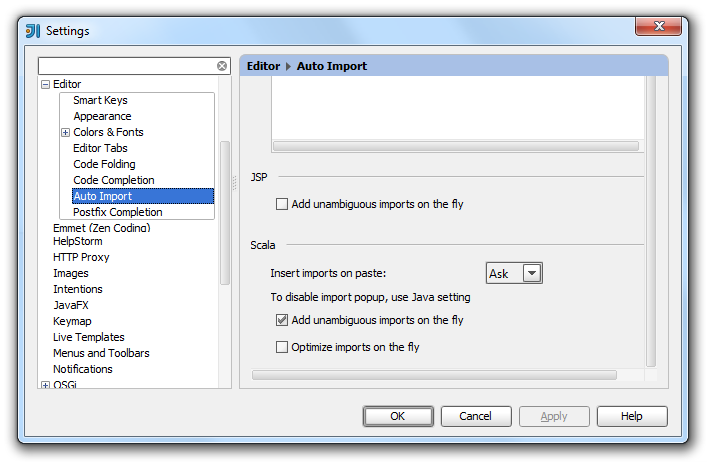 Settings
Editor
Smart Keys
Appearance
Colors & Fonts
Editor Tabs
Code Folding
Code Completion
Auto Import
Postfix Completion
Emmet (Zen Coding)
HelpStorm
HTTP Proxy
Images
Intentions
JavaFX
Keymap
Live Templates
Menus and Toolbars
Notifications
OSGi
Editor Auto Import
JSP
Add unambiguous imports on the fly
Scala
Insert imports on paste: Ask
To disable import popup, use Java setting
Add unambiguous imports on the fly
Optimize imports on the fly
OK Cancel Apply Help